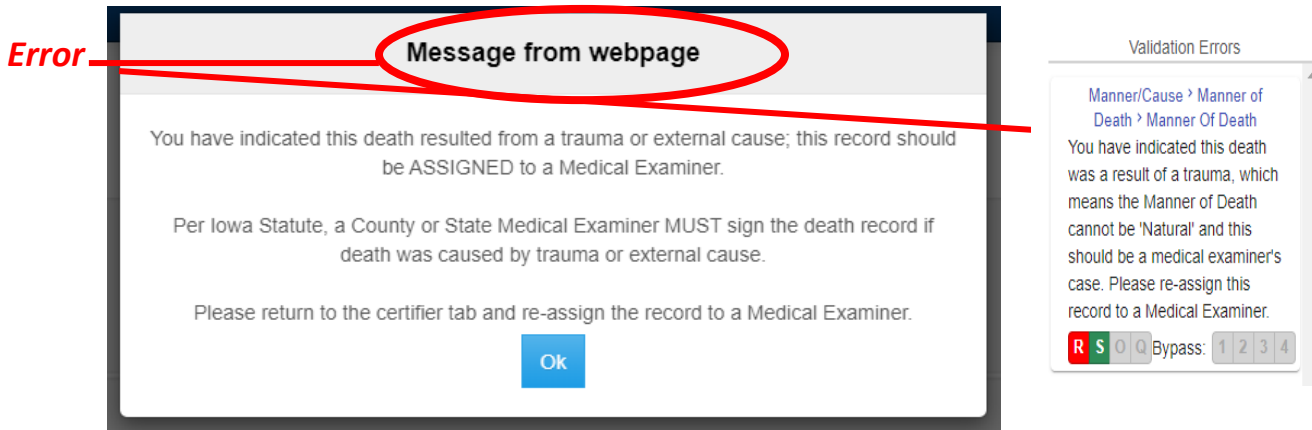 Error
Message from webpage
You have indicated this death resulted from a trauma or external cause; this record should
be ASSIGNED to a Medical Examiner.
Per Iowa Statute, a County or State Medical Examiner MUST sign the death record if
death was caused by trauma or external cause.
Please return to the certifier tab and re-assign the record to a Medical Examiner.
Ok
Validation Errors
Manner/Cause › Manner of
Death › Manner Of Death
You have indicated this death
was a result of a trauma, which
means the Manner of Death
cannot be 'Natural' and this
should be a medical examiner's
case. Please re-assign this
record to a Medical Examiner.
R S O Q Bypass: 1 2 3 4